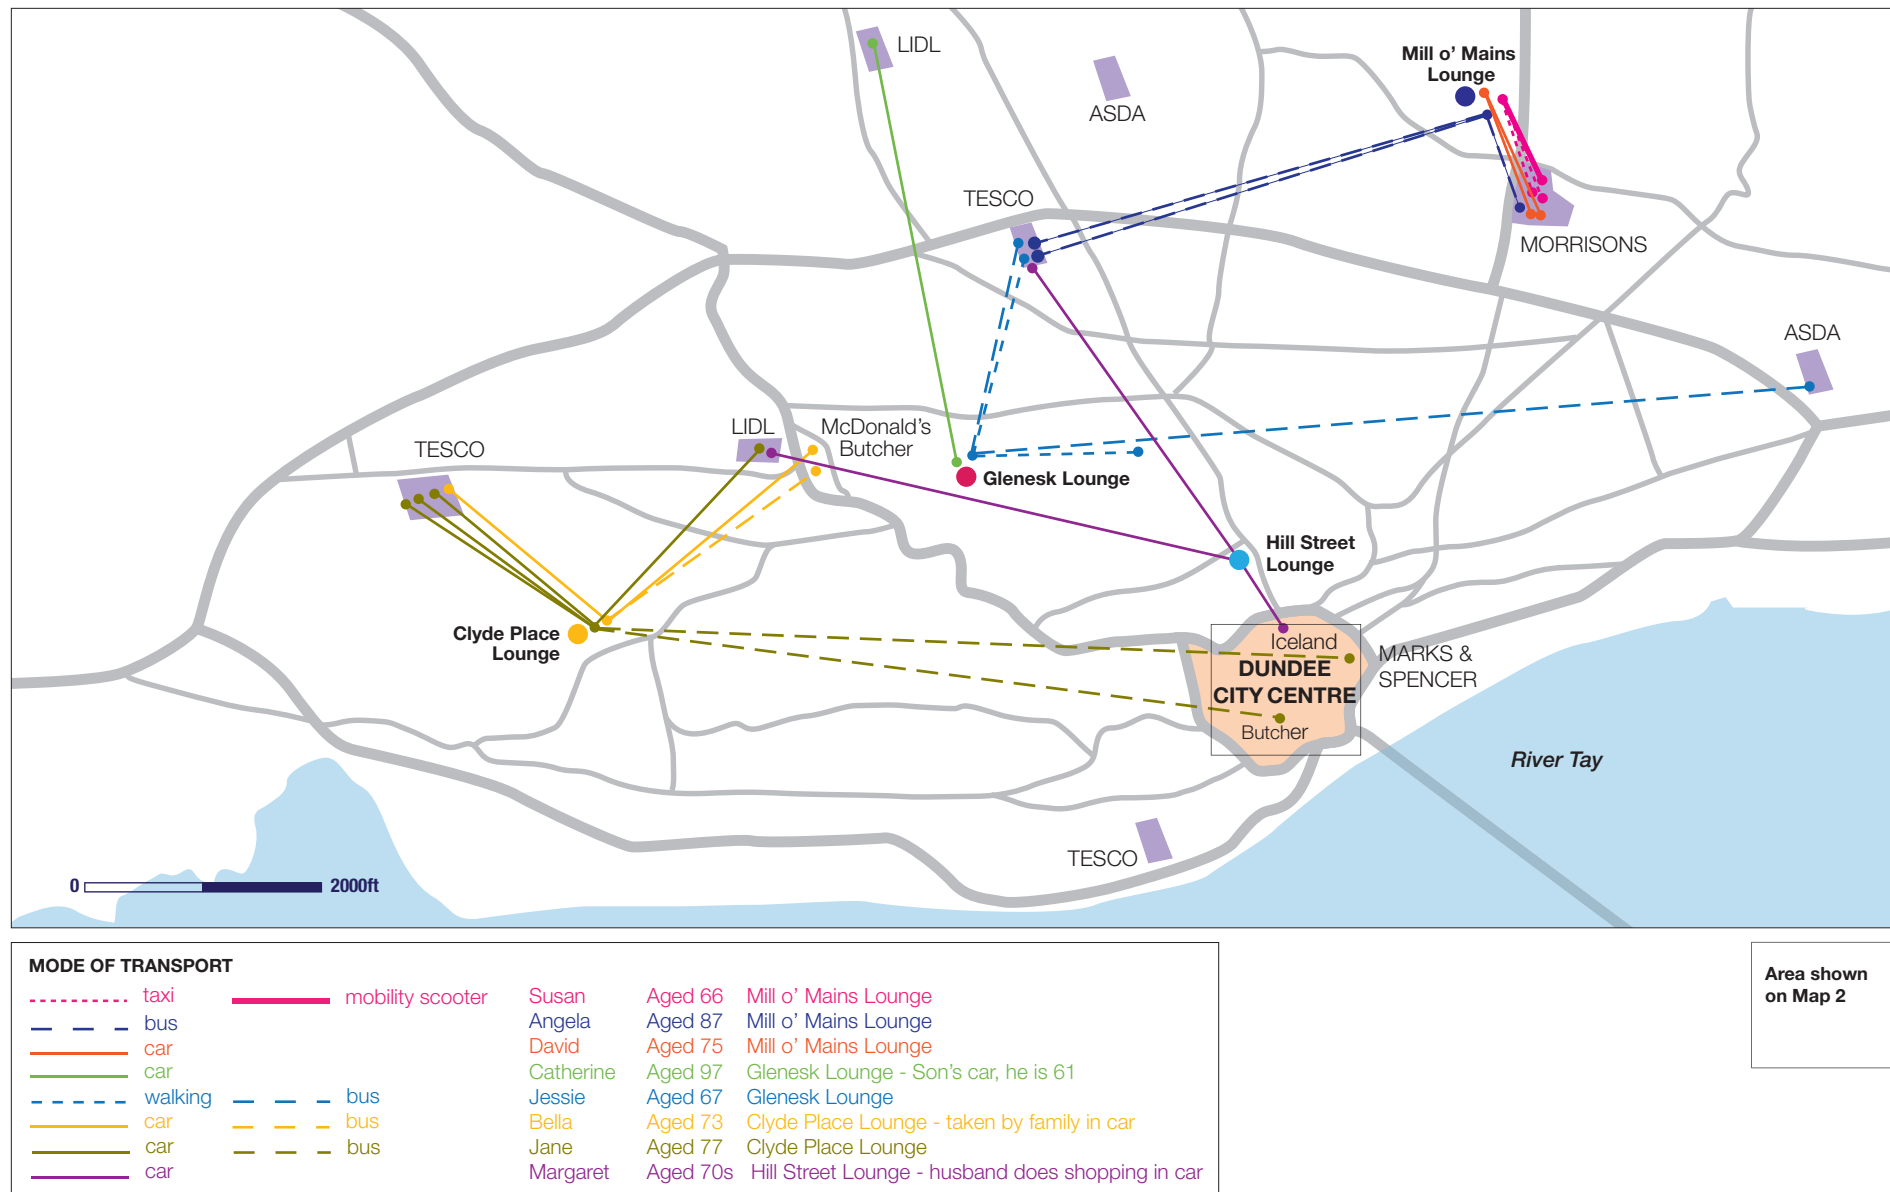 LIDL
ASDA
Mill o’ Mains
Lounge
TESCO
MORRISONS
ASDA
LIDL
McDonald’s
Butcher
TESCO
Glenesk Lounge
Hill Street
Lounge
Clyde Place
Lounge
Iceland
MARKS &
SPENCER
DUNDEE
CITY CENTRE
Butcher
River Tay
TESCO
0 2000ft
MODE OF TRANSPORT
taxi mobility scooter Susan Aged 66 Mill o’ Mains Lounge
bus Angela Aged 87 Mill o’ Mains Lounge
car David Aged 75 Mill o’ Mains Lounge
car Catherine Aged 97 Glenesk Lounge - Son’s car, he is 61
walking bus Jessie Aged 67 Glenesk Lounge
car bus Bella Aged 73 Clyde Place Lounge - taken by family in car
car bus Jane Aged 77 Clyde Place Lounge
car Margaret Aged 70s Hill Street Lounge - husband does shopping in car
Area shown
on Map 2